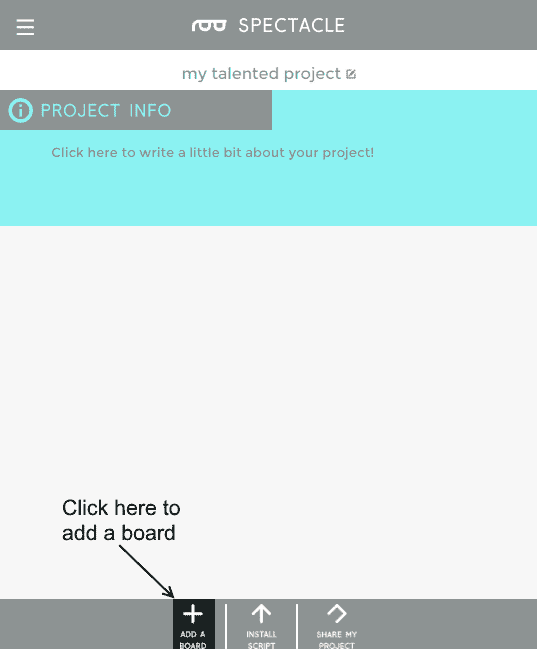 SPECTACLE
my talented project
PROJECT INFO
Click here to write a little bit about your project!
Click here to
add a board
ADD A
BOARD
INSTALL
SCRIPT
SHARE MY
PROJECT